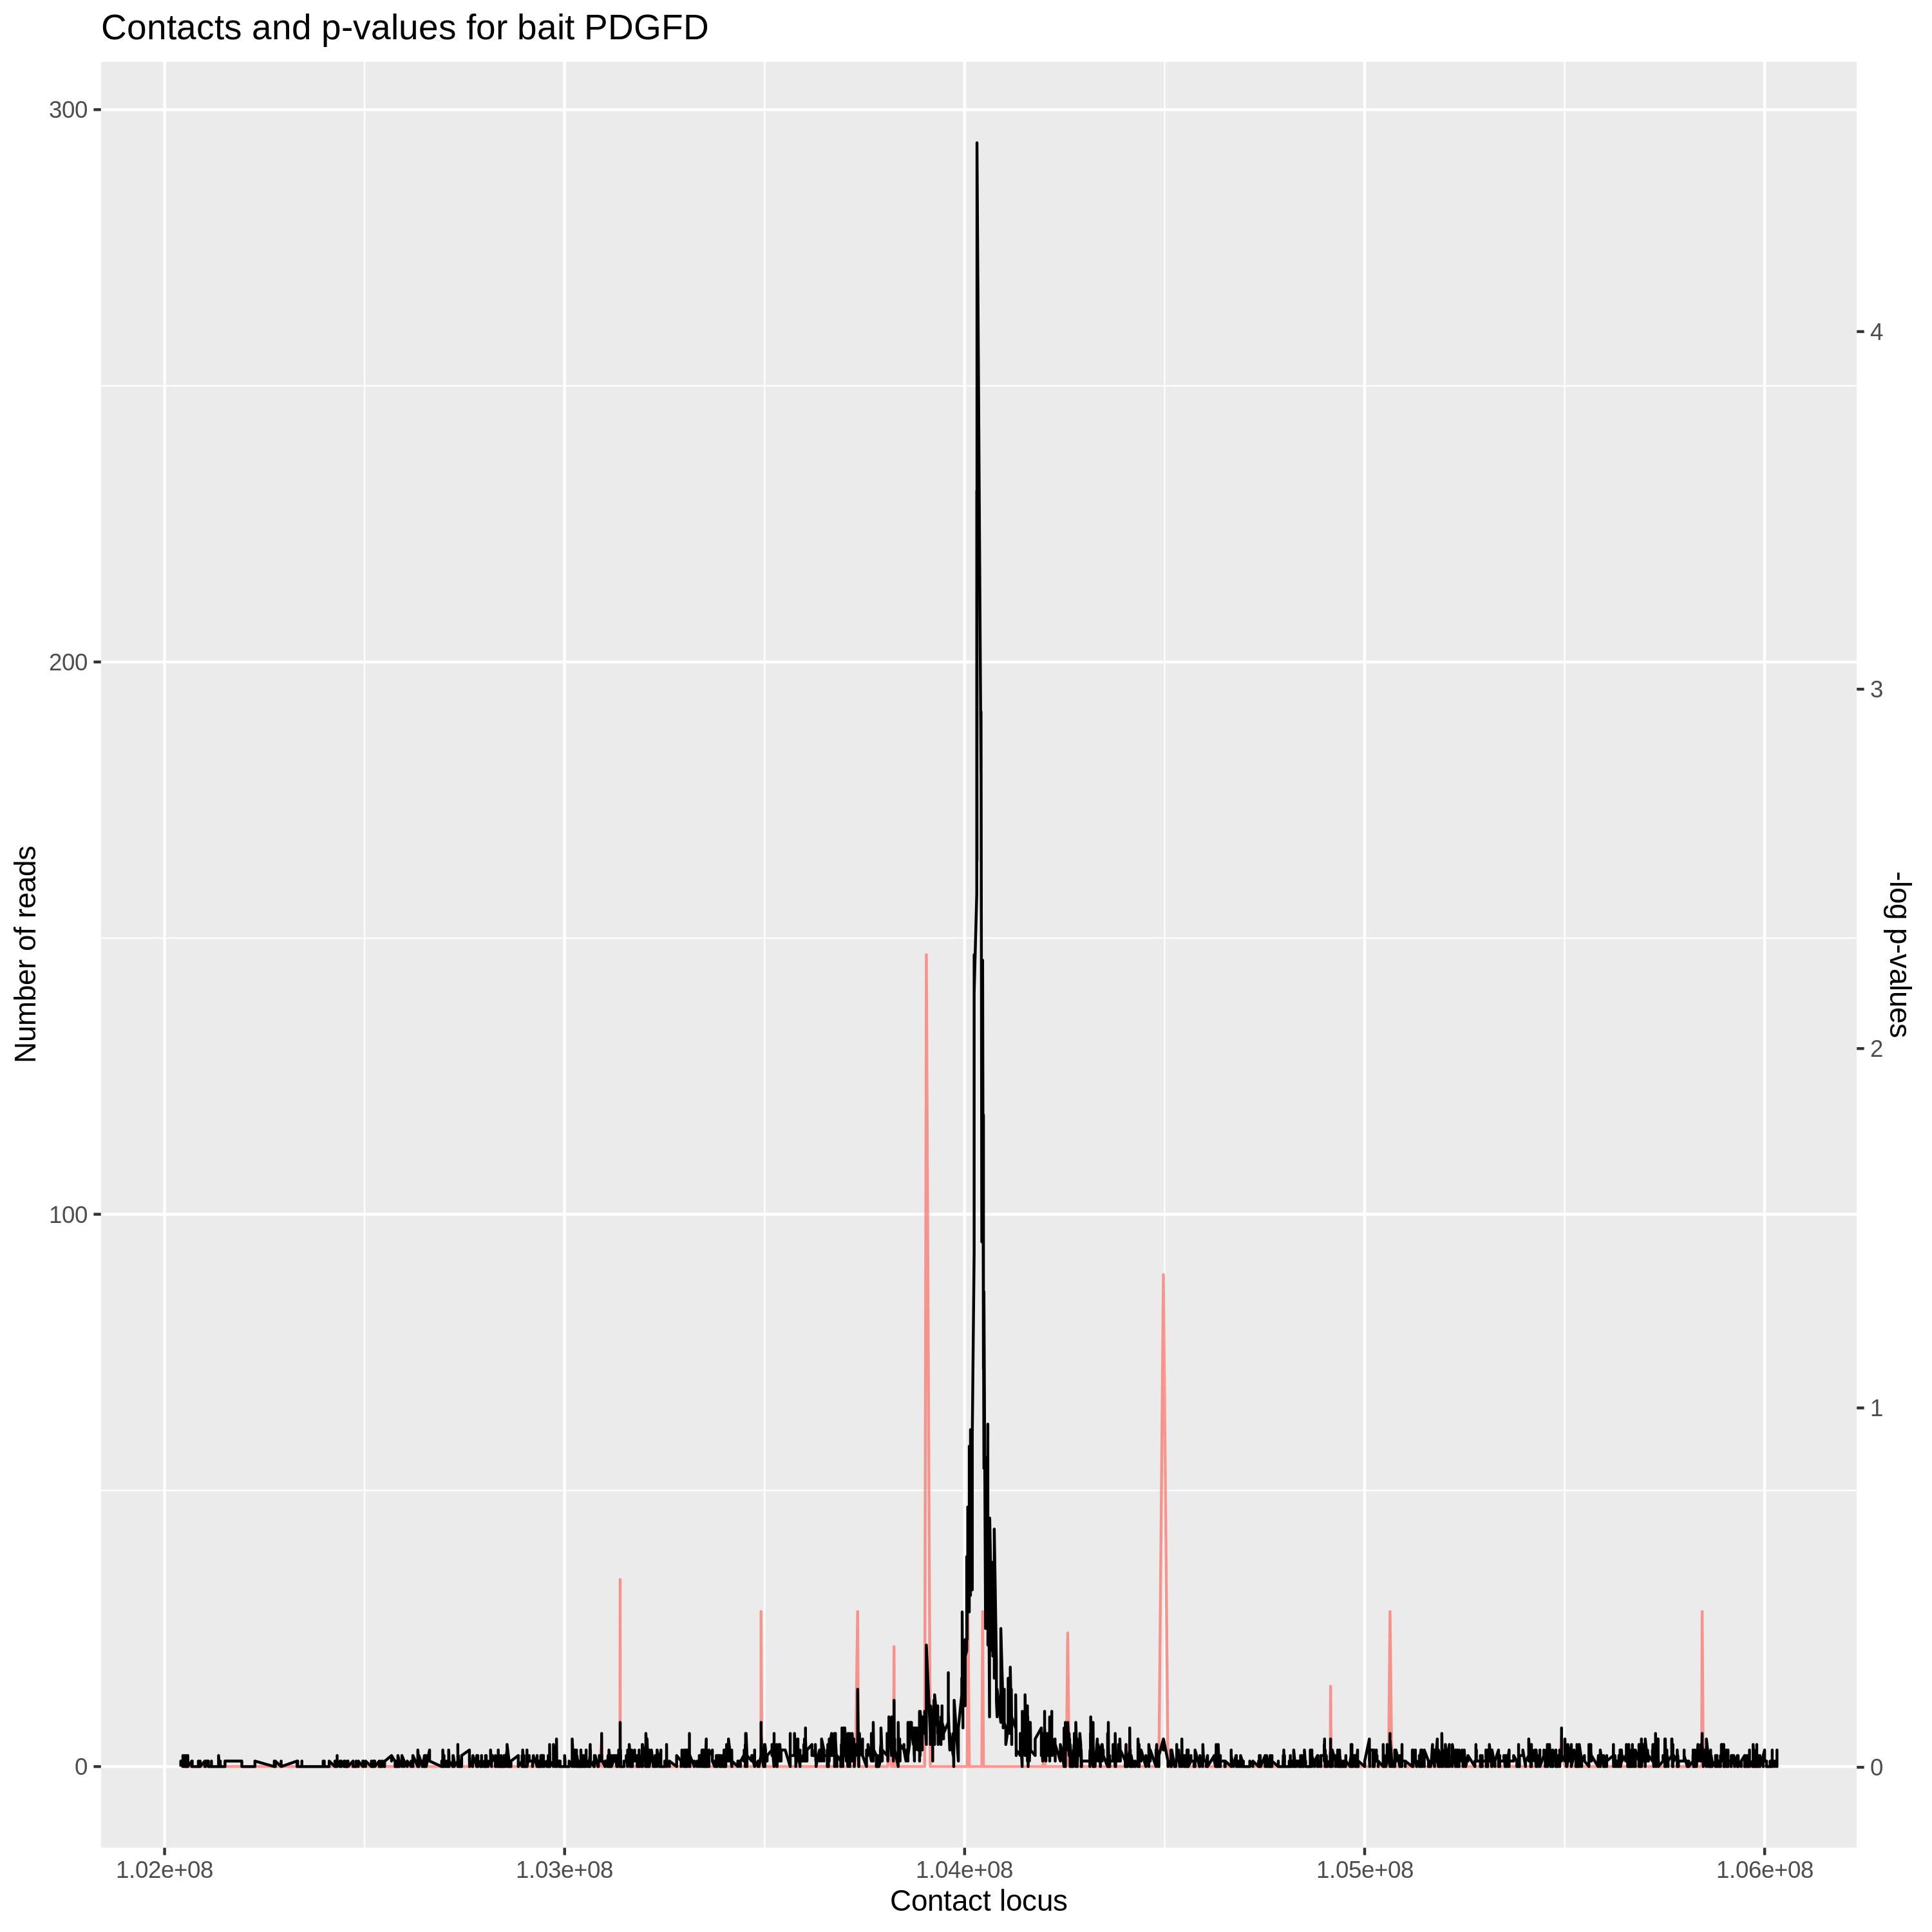 Contacts and p-values for bait PDGFD
300
200
100
0
Number of reads
4
3
2
1
0
-log p-values
1.02e+08
1.03e+08
1.04e+08
1.05e+08
1.06e+08
Contact locus